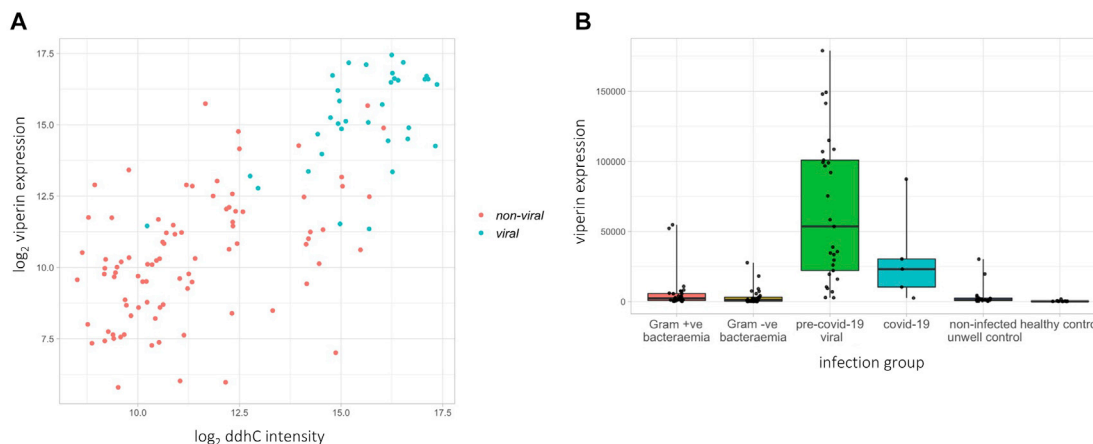 A
17.5
15.0
12.5
10.0
7.5
log₂ viperin expression
10.0 12.5 15.0 17.5
log₂ ddhC intensity
non-viral
viral
B
150000
100000
50000
0
viperin expression
Gram +ve Gram -ve pre-covid-19 covid-19 non-infected healthy control
bacteraemia bacteraemia viral unwell control
infection group